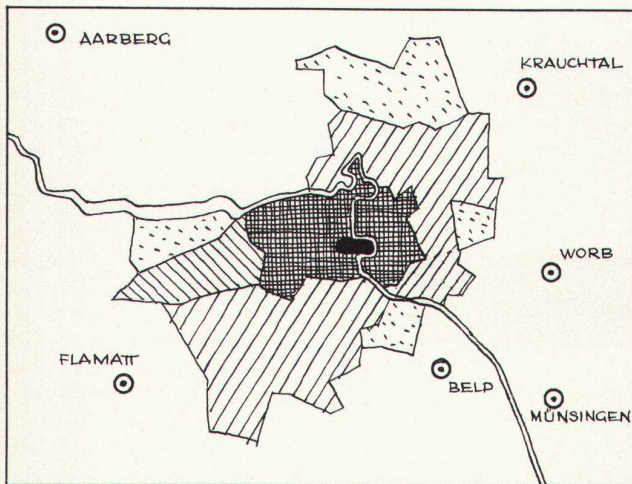 AARBERG
KRAUCHTAL
WORB
FLAMATT
BELP
MÜNSINGEN